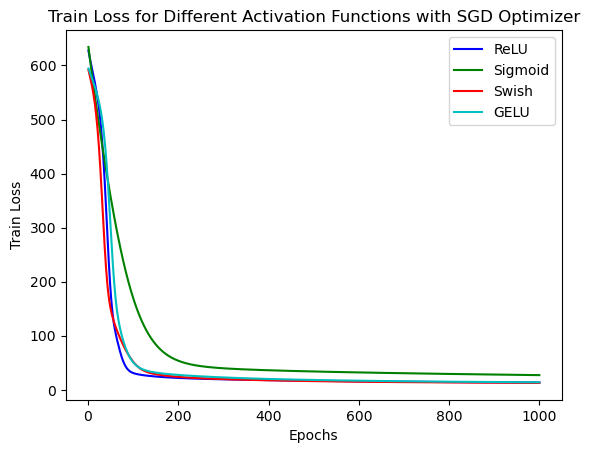 Train Loss for Different Activation Functions with SGD Optimizer
ReLU
Sigmoid
Swish
GELU
Train Loss
600
500
400
300
200
100
0
0 200 400 600 800 1000
Epochs